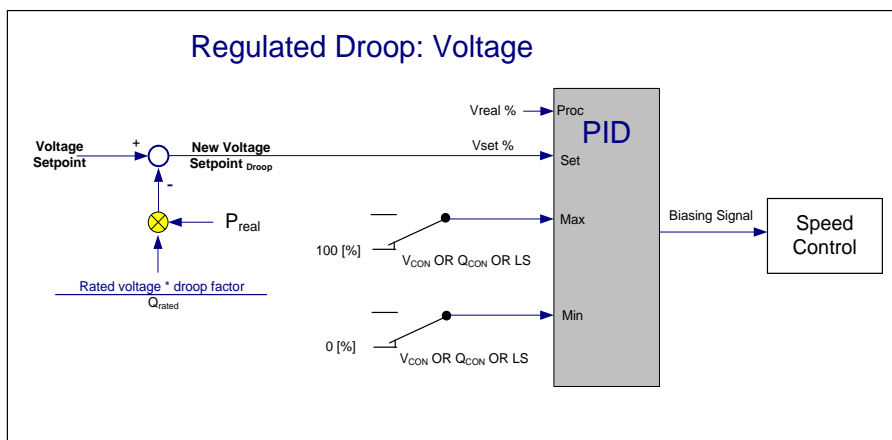 Regulated Droop: Voltage
Voltage
Setpoint
+
-
New Voltage
Setpoint Droop
Preal
Rated voltage * droop factor
Qrated
Vreal %
Vset %
Proc
PID
Set
Max
Min
100 [%]
VCON OR QCON OR LS
0 [%]
VCON OR QCON OR LS
Biasing Signal
Speed
Control